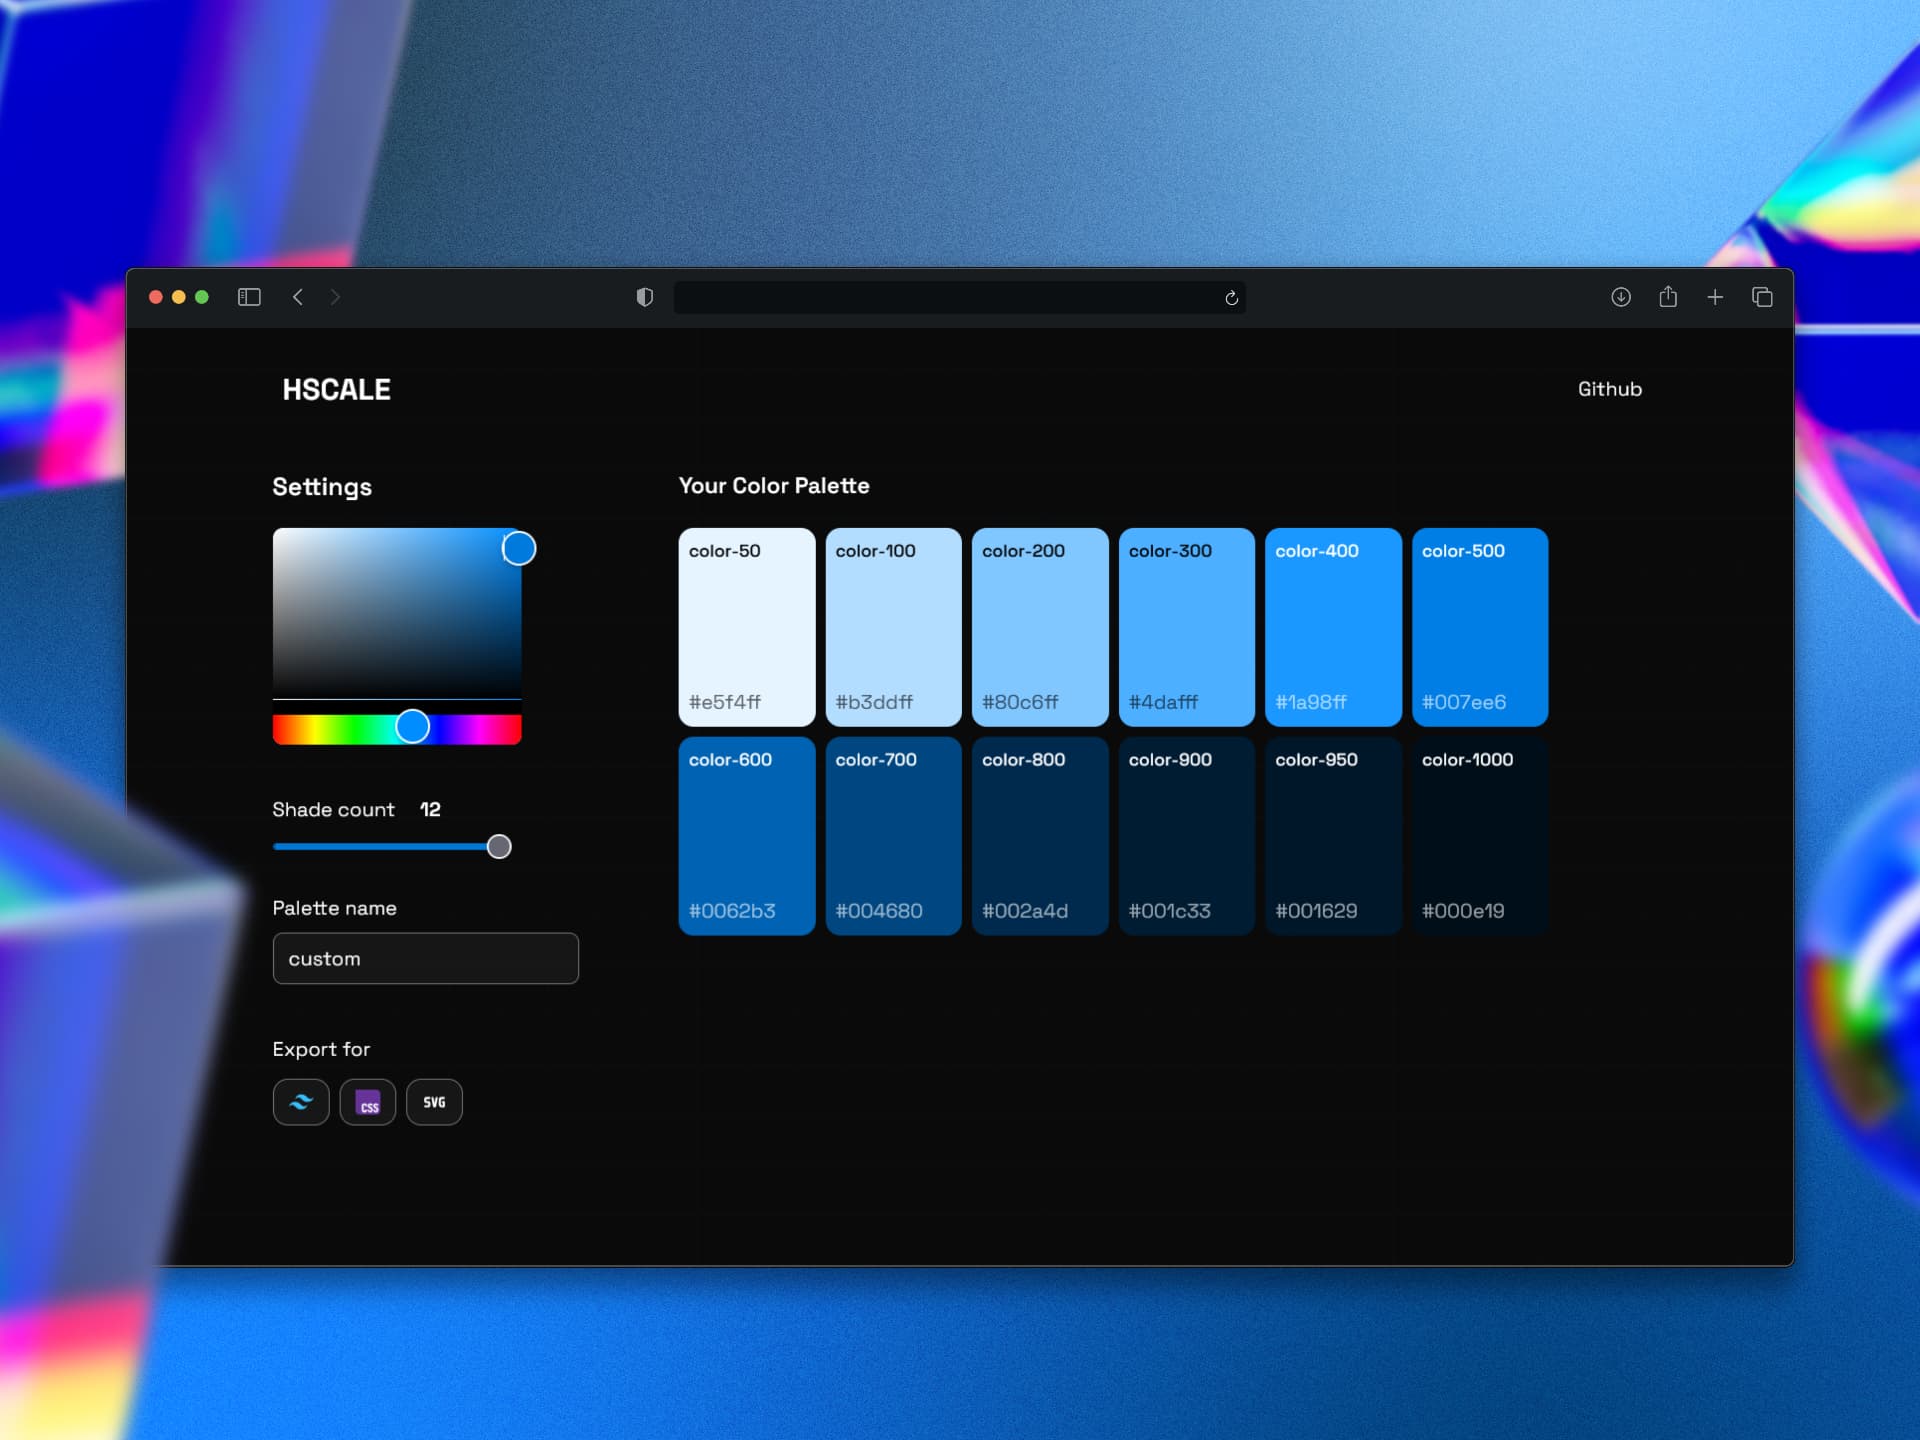 HSCALE
Github
Settings
Your Color Palette
color-50
color-100
color-200
color-300
color-400
color-500
#e5f4ff
#b3ddff
#80c6ff
#4dafff
#1a98ff
#007ee6
color-600
color-700
color-800
color-900
color-950
color-1000
#0062b3
#004680
#002a4d
#001c33
#001629
#000e19
Shade count 12
Palette name
custom
Export for
CSS
SVG